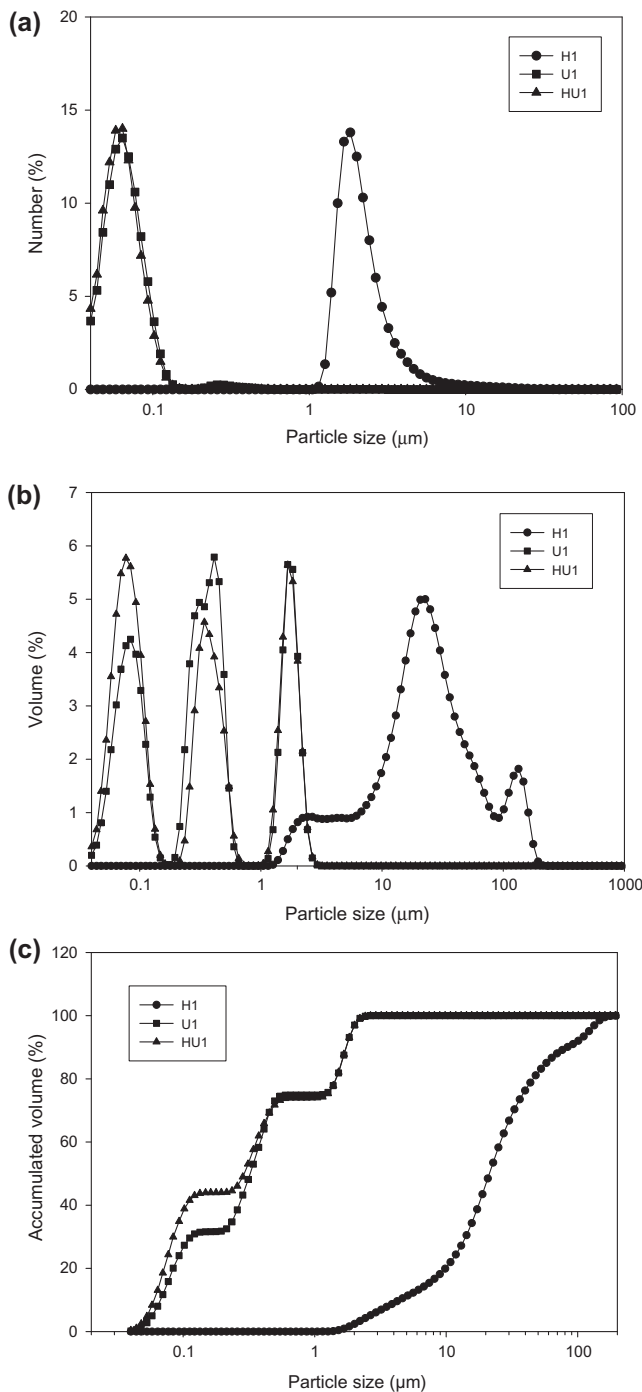 (a)
20
15
10
5
0
Number (%)
H1
U1
HU1
0.1 1 10 100
Particle size (μm)
(b)
7
6
5
4
3
2
1
0
Volume (%)
H1
U1
HU1
0.1 1 10 100 1000
Particle size (μm)
(c)
120
100
80
60
40
20
0
Accumulated volume (%)
H1
U1
HU1
0.1 1 10 100
Particle size (μm)